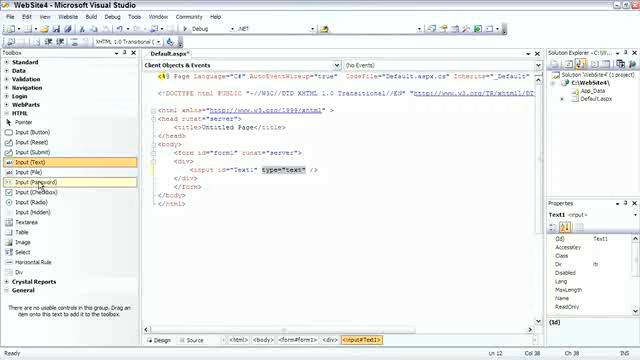 WebSite4 - Microsoft Visual Studio
File Edit View Website Build Debug Tools Window Community Help
Debug .NET
XHTML 1.0 Transitional (
Toolbox
Standard
Data
Validation
Navigation
Login
WebParts
HTML
Pointer
Input (Button)
Input (Reset)
Input (Submit)
Input (Text)
Input (File)
Input (Password)
Input (Checkbox)
Input (Radio)
Input (Hidden)
Textarea
Table
Image
Select
Horizontal Rule
Div
Crystal Reports
General
There are no usable controls in this group. Drag an
item onto this text to add it to the toolbox.
Default.aspx*
Client Objects & Events
(No Events)
<%@ Page Language="C#" AutoEventWireup="true" CodeFile="Default.aspx.cs" Inherits="_Default"
<!DOCTYPE html PUBLIC "-//W3C//DTD XHTML 1.0 Transitional//EN" "http://www.w3.org/TR/xhtml1/DT
<html xmlns="http://www.w3.org/1999/xhtml" >
<head runat="server">
<title>Untitled Page</title>
</head>
<body>
<form id="form1" runat="server">
<div>
<input id="Text1" type="text" />
</div>
</form>
</body>
</html>
Design Source <html> <body> <form#form1> <div> <input#Text1>
Solution Explorer - C:\...\W
Solution 'WebSite4' (1 project)
C:\...\WebSite4\
App_Data
Default.aspx
Properties
Text1 <input>
(Id) Text1
AccessKey
Class
Dir ltr
Disabled
Lang
MaxLength
Name
ReadOnly
(Id)
Ready
Ln 12 Col 38 Ch 38